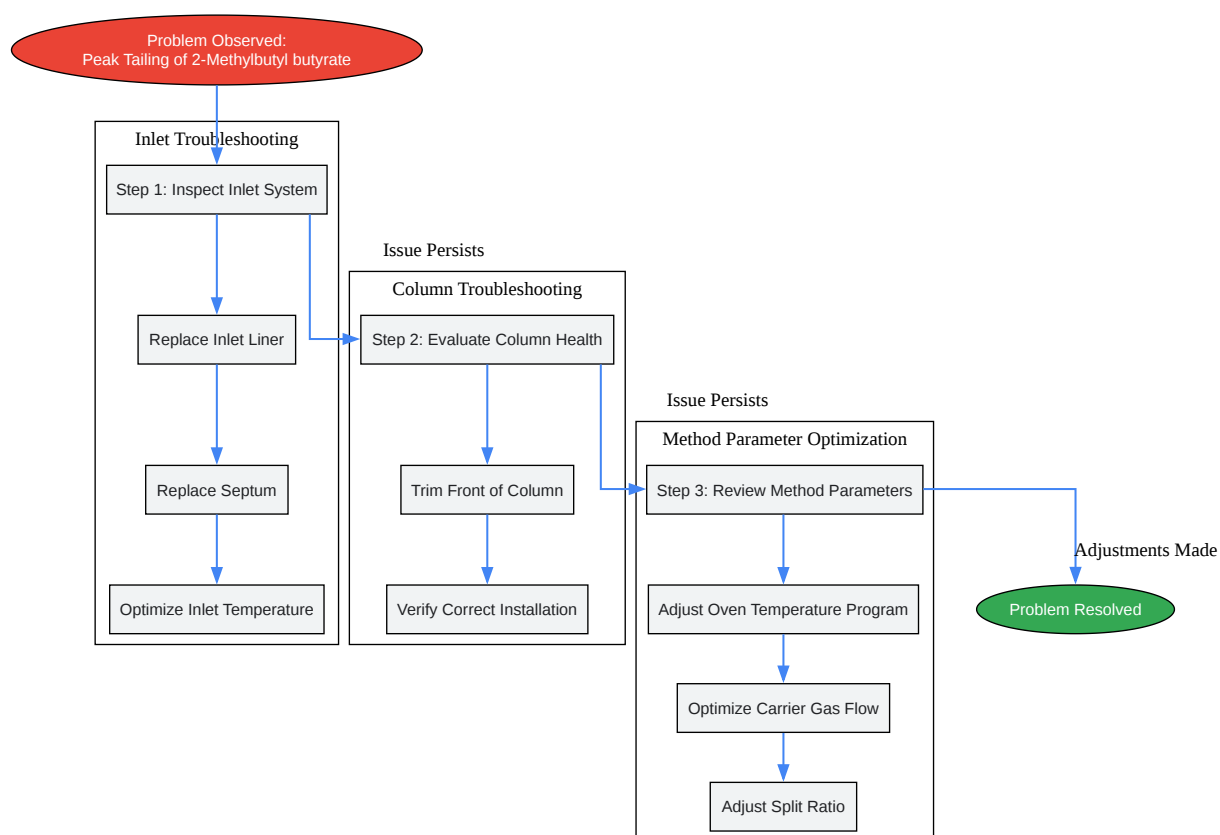 Problem Observed:
Peak Tailing of 2-Methylbutyl butyrate
Inlet Troubleshooting
Step 1: Inspect Inlet System
Replace Inlet Liner
Replace Septum
Optimize Inlet Temperature
Issue Persists
Column Troubleshooting
Step 2: Evaluate Column Health
Trim Front of Column
Verify Correct Installation
Issue Persists
Method Parameter Optimization
Step 3: Review Method Parameters
Adjust Oven Temperature Program
Optimize Carrier Gas Flow
Adjust Split Ratio
Adjustments Made
Problem Resolved